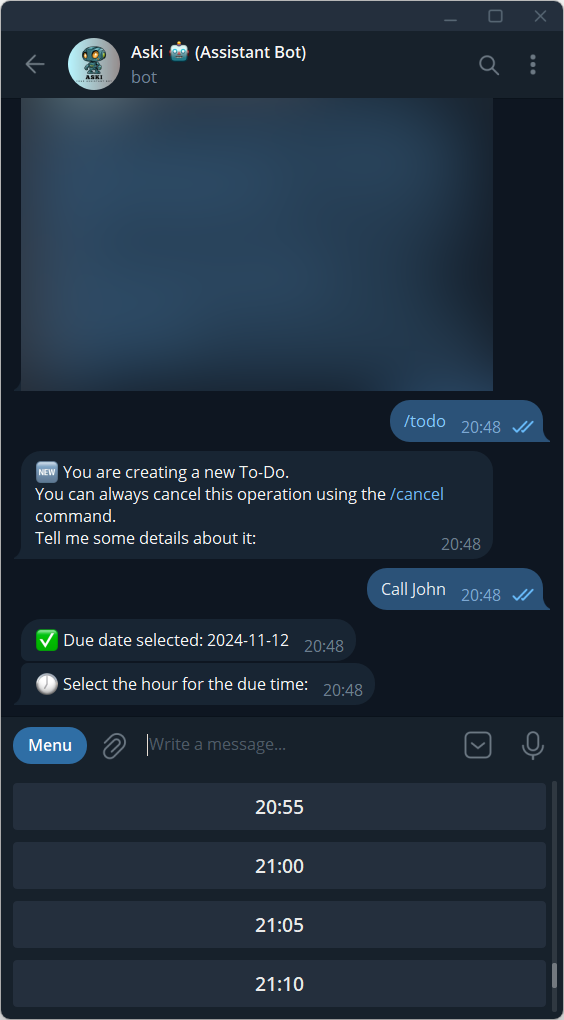 Aski 🤖 (Assistant Bot)
bot
ASKI
/todo 20:48
🆕 You are creating a new To-Do.
You can always cancel this operation using the /cancel
command.
Tell me some details about it: 20:48
Call John 20:48
✅ Due date selected: 2024-11-12 20:48
🕖 Select the hour for the due time: 20:48
Menu Write a message...
20:55
21:00
21:05
21:10